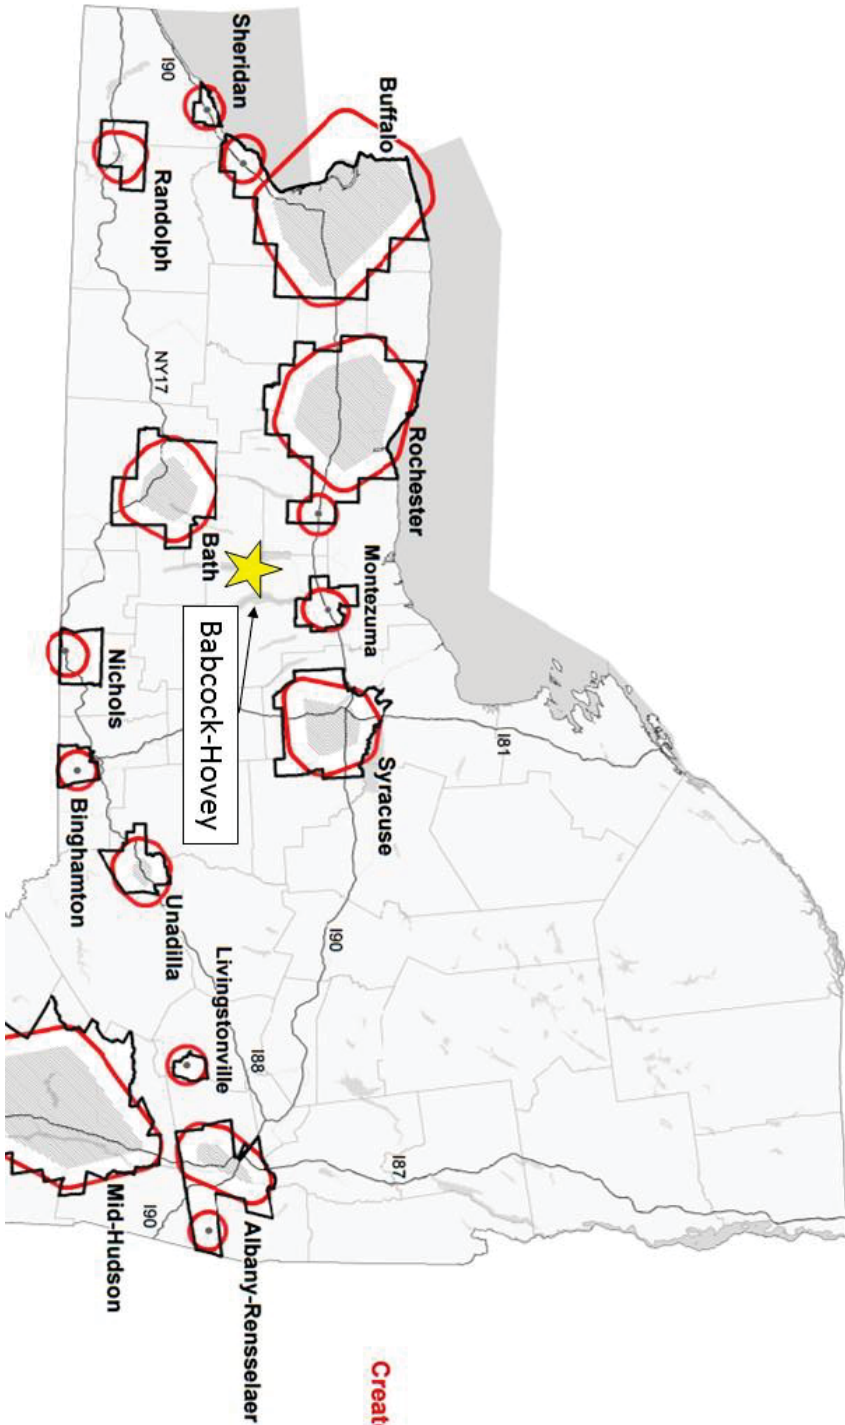 Buffalo
Sheridan
I90
Randolph
Rochester
NY17
Bath
Montezuma
Babcock-Hovey
I81
Syracuse
Nichols
Binghamton
Unadilla
I90
Livingstonville
I88
I87
Albany-Rensselaer
I90
Mid-Hudson
Creat